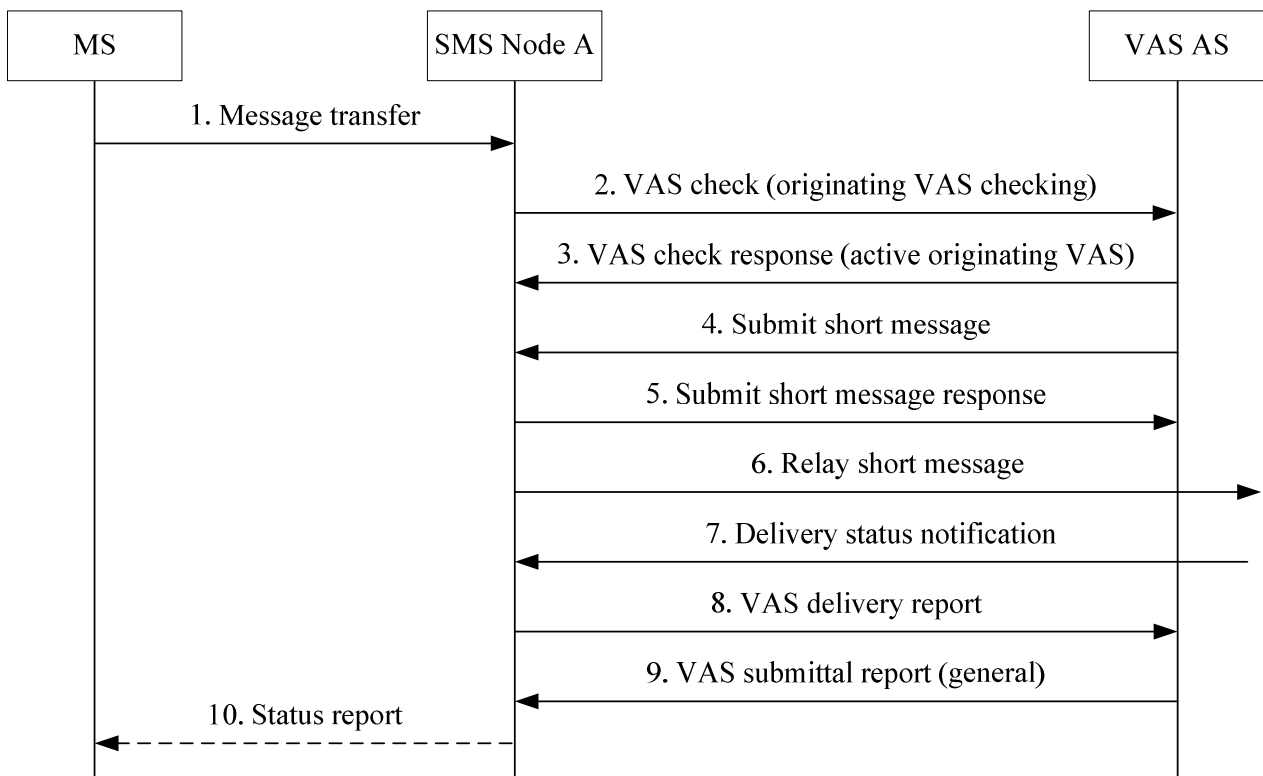 MS
SMS Node A
VAS AS
1. Message transfer
2. VAS check (originating VAS checking)
3. VAS check response (active originating VAS)
4. Submit short message
5. Submit short message response
6. Relay short message
7. Delivery status notification
8. VAS delivery report
9. VAS submittal report (general)
10. Status report